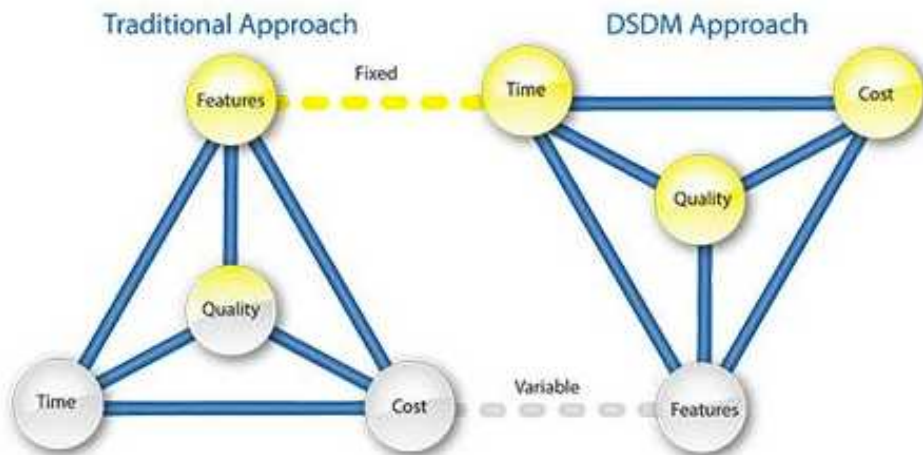 Traditional Approach
DSDM Approach
Features
Fixed
Time
Cost
Quality
Quality
Time
Cost
Variable
Features